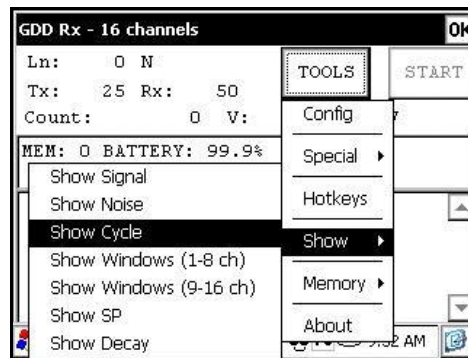 GDD Rx - 16 channels OK
Ln: 0 N
TOOLS START
Tx: 25 Rx: 50
Count: 0 V:
Config
MEM: 0 BATTERY: 99.9%
Special
Show Signal
Show Noise
Hotkeys
Show Cycle
Show
Show Windows (1-8 ch)
Show Windows (9-16 ch)
Memory
Show SP
About
Show Decay
AM